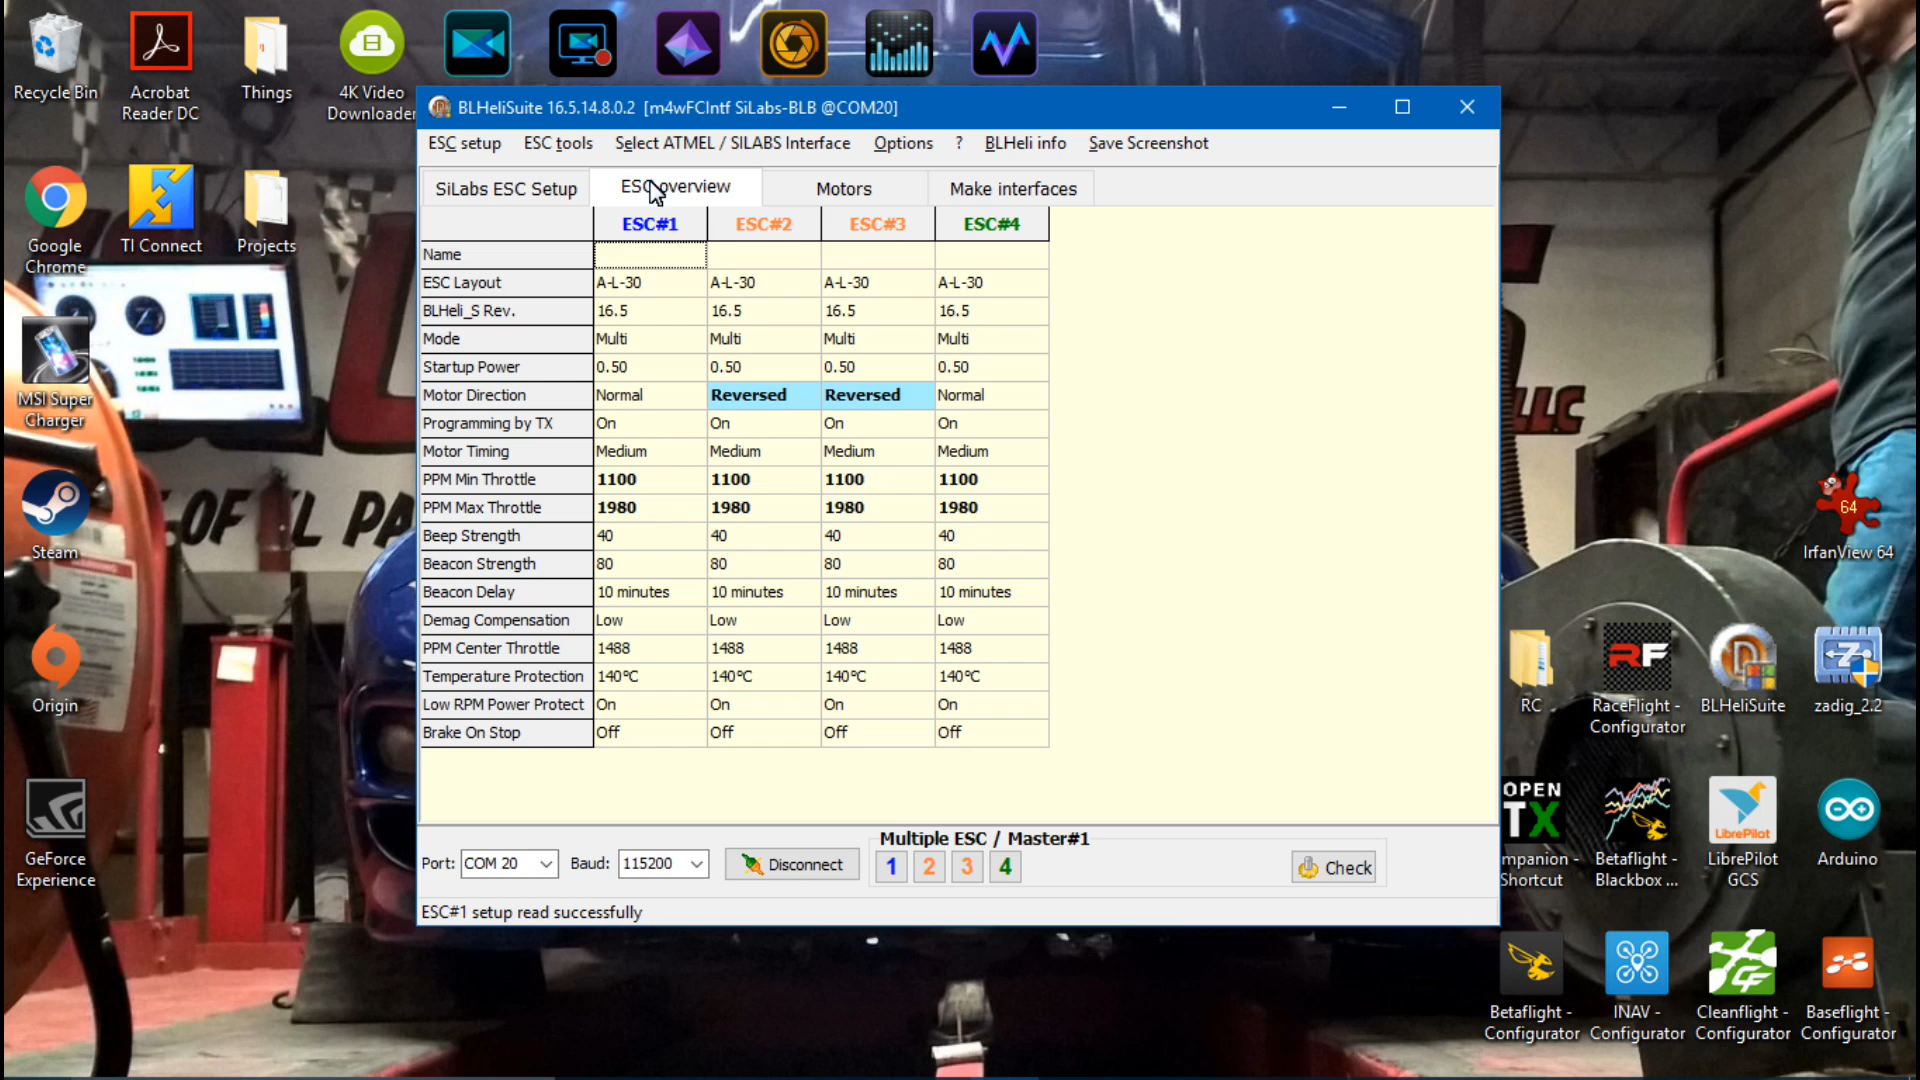 Recycle Bin
Acrobat
Reader DC
Things
4K Video
Downloader
BLHeliSuite 16.5.14.8.0.2 [m4wFCIntf SiLabs-BLB @COM20]
ESC setup ESC tools Select ATMEL / SILABS Interface Options ? BLHeli info Save Screenshot
SiLabs ESC Setup ESC overview Motors Make interfaces
ESC#1 ESC#2 ESC#3 ESC#4
Name
ESC Layout A-L-30 A-L-30 A-L-30 A-L-30
BLHeli_S Rev. 16.5 16.5 16.5 16.5
Mode Multi Multi Multi Multi
Startup Power 0.50 0.50 0.50 0.50
Motor Direction Normal Reversed Reversed Normal
Programming by TX On On On On
Motor Timing Medium Medium Medium Medium
PPM Min Throttle 1100 1100 1100 1100
PPM Max Throttle 1980 1980 1980 1980
Beep Strength 40 40 40 40
Beacon Strength 80 80 80 80
Beacon Delay 10 minutes 10 minutes 10 minutes 10 minutes
Demag Compensation Low Low Low Low
PPM Center Throttle 1488 1488 1488 1488
Temperature Protection 140°C 140°C 140°C 140°C
Low RPM Power Protect On On On On
Brake On Stop Off Off Off Off
Multiple ESC / Master#1
Port: COM 20 Baud: 115200 Disconnect 1 2 3 4 Check
ESC#1 setup read successfully
Google
Chrome
TI Connect
Projects
MSI Super
Charger
Steam
Origin
GeForce
Experience
OF L PA
LLC
64
IrfanView 64
RC
RF
RaceFlight -
Configurator
BLHeliSuite
zadig_2.2
OPEN
TX
mpanion -
Shortcut
Betaflight -
Blackbox ...
LibrePilot
LibrePilot
GCS
Arduino
Betaflight -
Configurator
INAV -
Configurator
CF
Cleanflight -
Configurator
Baseflight -
Configurator